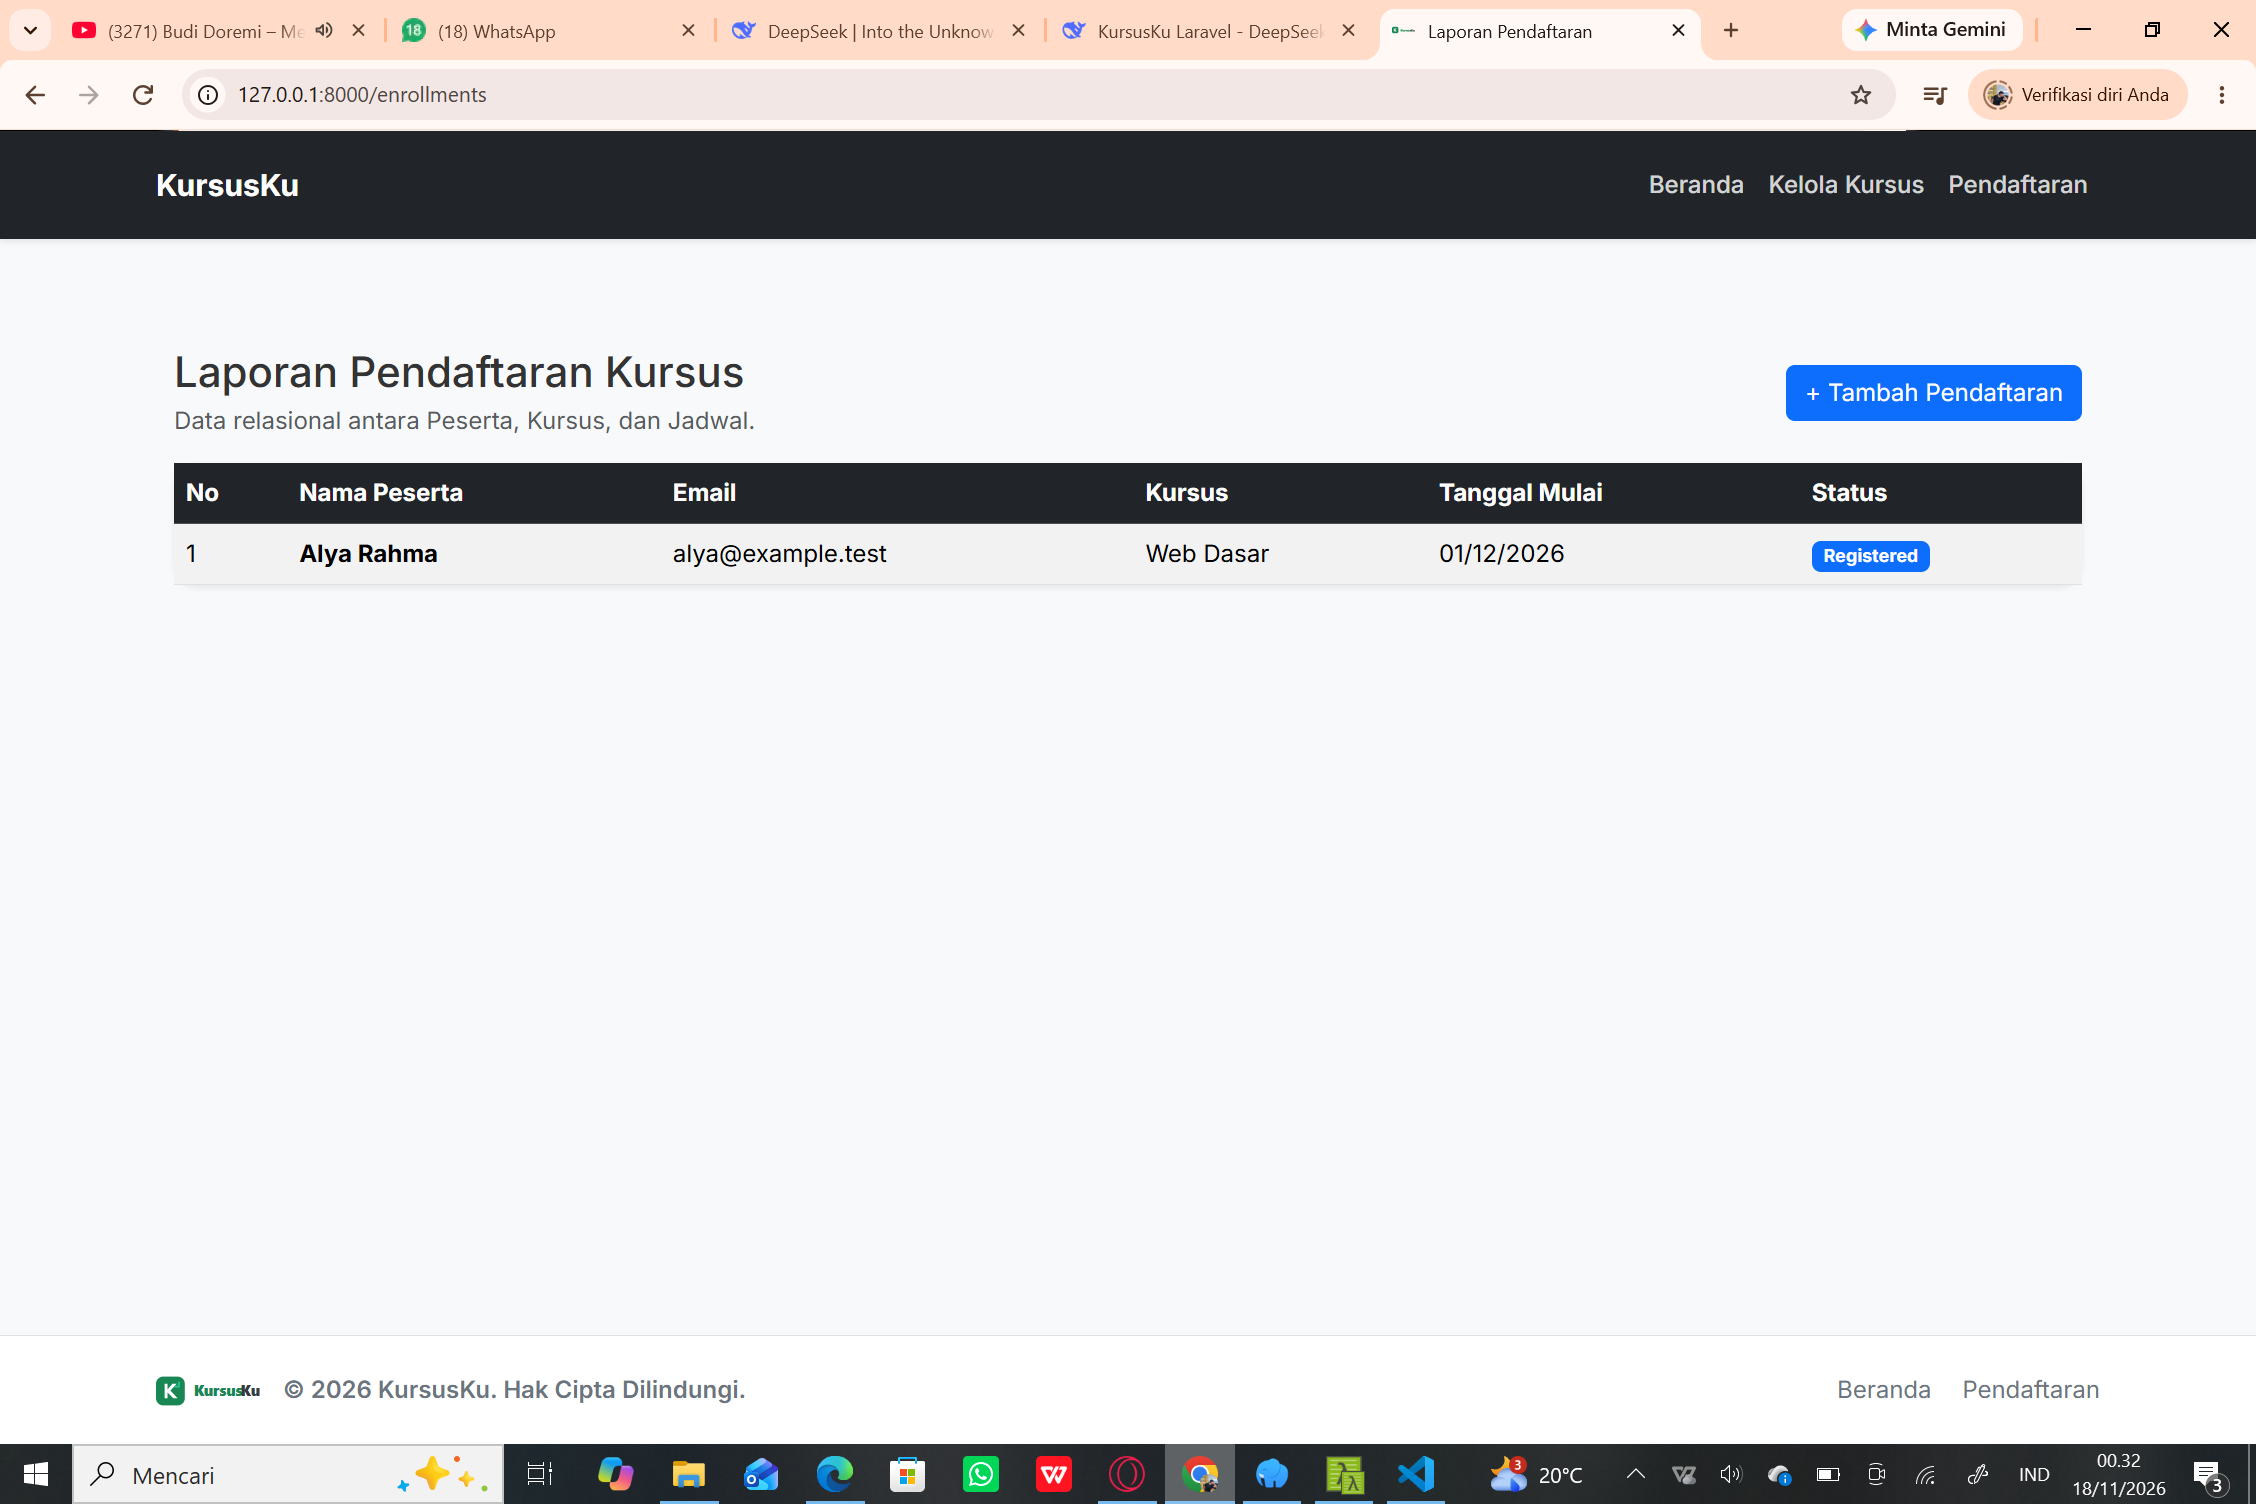 (3271) Budi Doremi – Me
18 (18) WhatsApp
DeepSeek | Into the Unknow
KursusKu Laravel - DeepSeek
Laporan Pendaftaran
Minta Gemini
127.0.0.1:8000/enrollments
Verifikasi diri Anda
KursusKu
Beranda Kelola Kursus Pendaftaran
Laporan Pendaftaran Kursus
Data relasional antara Peserta, Kursus, dan Jadwal.
+ Tambah Pendaftaran
No Nama Peserta Email Kursus Tanggal Mulai Status
1 Alya Rahma alya@example.test Web Dasar 01/12/2026 Registered
K KursusKu © 2026 KursusKu. Hak Cipta Dilindungi.
Beranda Pendaftaran
Mencari
3 20°C
IND
00.32
18/11/2026
3